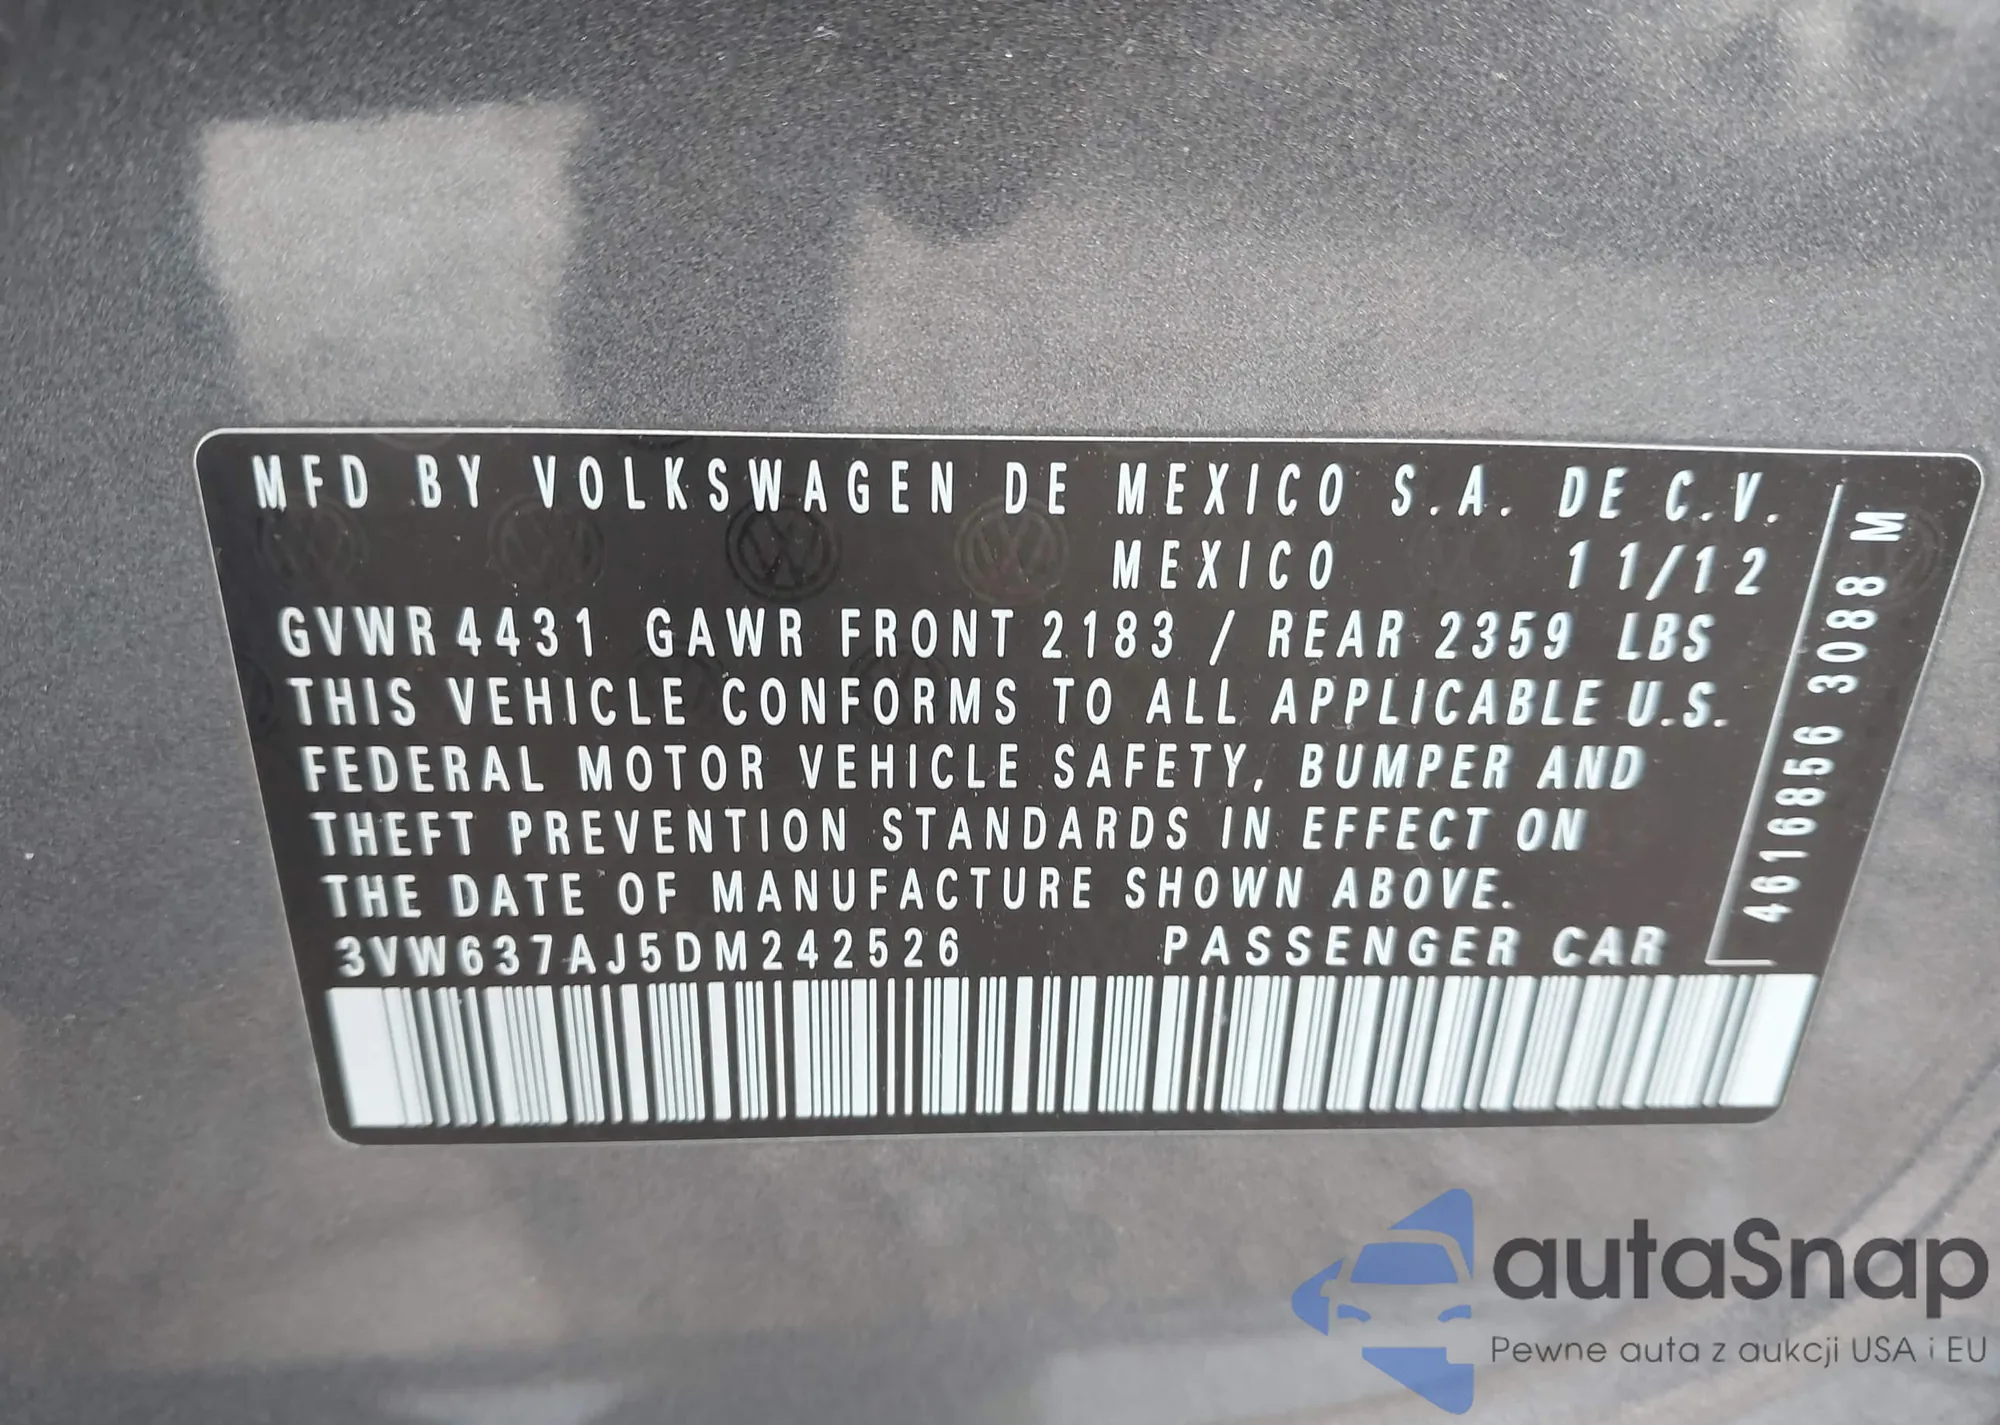 MFD BY VOLKSWAGEN DE MEXICO S.A. DE C.V.
MEXICO 11/12
GVWR 4431 GAWR FRONT 2183 / REAR 2359 LBS
THIS VEHICLE CONFORMS TO ALL APPLICABLE U.S.
FEDERAL MOTOR VEHICLE SAFETY, BUMPER AND
THEFT PREVENTION STANDARDS IN EFFECT ON
THE DATE OF MANUFACTURE SHOWN ABOVE.
3VW637AJ5DM242526 PASSENGER CAR
4616856 3088 M
autaSnap
Pewne auta z aukcji USA i EU